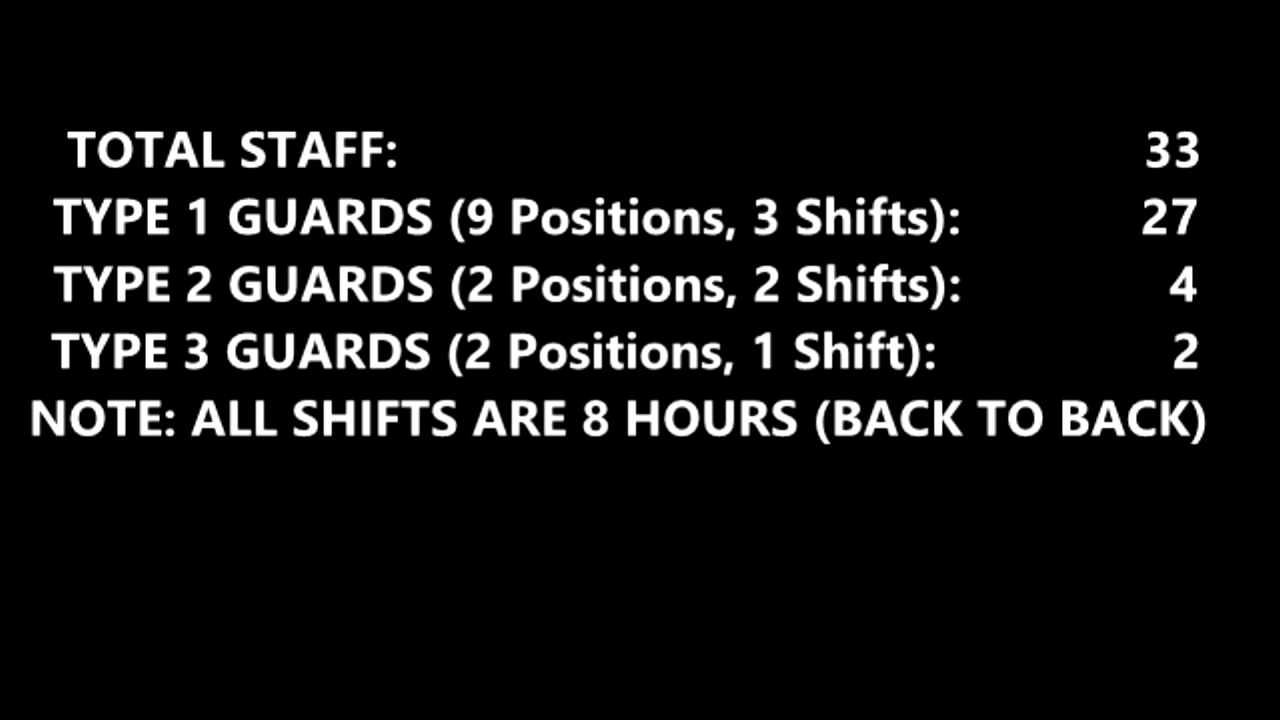 TOTAL STAFF: 33
TYPE 1 GUARDS (9 Positions, 3 Shifts): 27
TYPE 2 GUARDS (2 Positions, 2 Shifts): 4
TYPE 3 GUARDS (2 Positions, 1 Shift): 2
NOTE: ALL SHIFTS ARE 8 HOURS (BACK TO BACK)